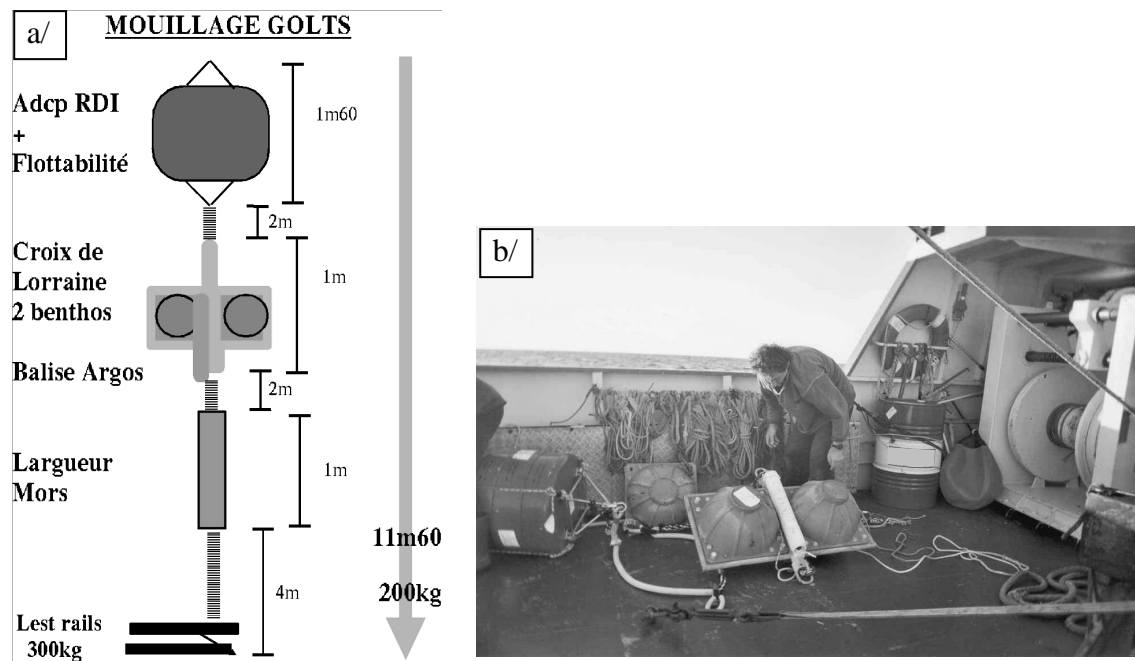 a/
MOUILLAGE GOLTS
Adcp RDI
+
Flottabilité
1m60
2m
Croix de
Lorraine
2 benthos
1m
Balise Argos
2m
Largueur
Mors
1m
11m60
200kg
4m
Lest rails
300kg
b/